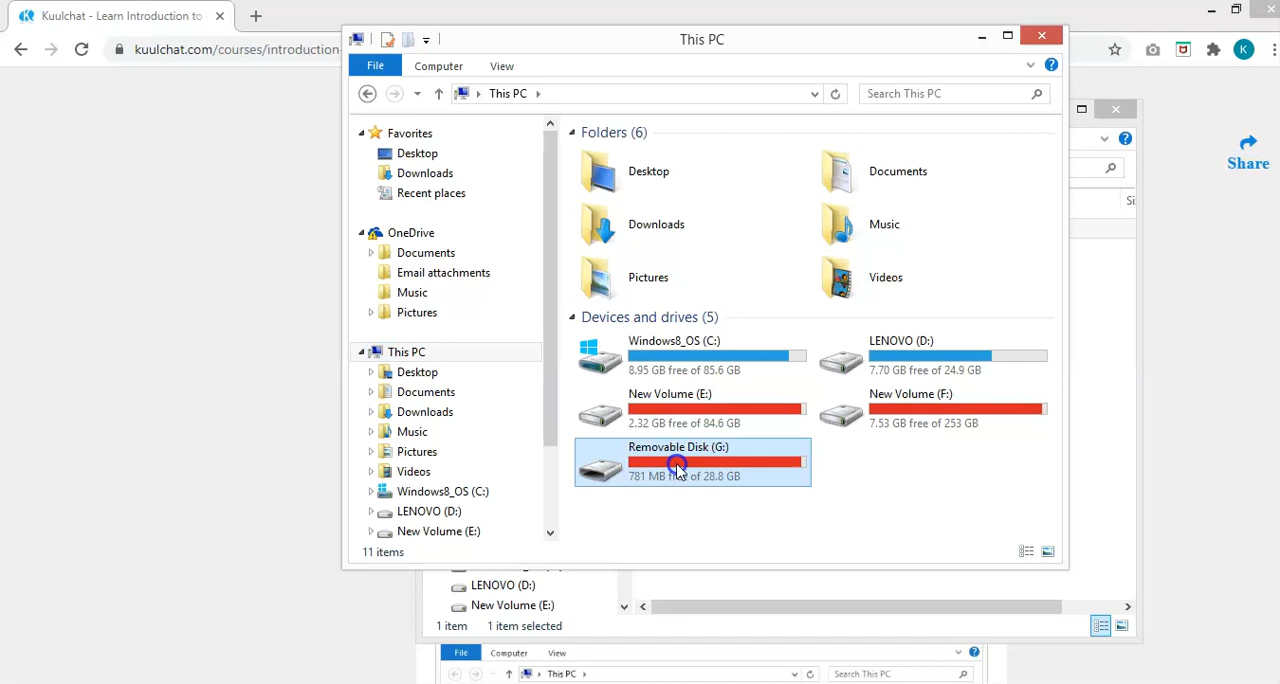 Kuulchat - Learn Introduction to
kuulchat.com/courses/introduction-
K
This PC
File Computer View
This PC
Search This PC
Favorites
Desktop
Downloads
Recent places
OneDrive
Documents
Email attachments
Music
Pictures
This PC
Desktop
Documents
Downloads
Music
Pictures
Videos
Windows8_OS (C:)
LENOVO (D:)
New Volume (E:)
Folders (6)
Desktop
Documents
Downloads
Music
Pictures
Videos
Devices and drives (5)
Windows8_OS (C:)
8.95 GB free of 85.6 GB
LENOVO (D:)
7.70 GB free of 24.9 GB
New Volume (E:)
2.32 GB free of 84.6 GB
New Volume (F:)
7.53 GB free of 253 GB
Removable Disk (G:)
781 MB free of 28.8 GB
11 items
Share
LENOVO (D:)
New Volume (E:)
1 item 1 item selected
File Computer View
This PC
Search This PC